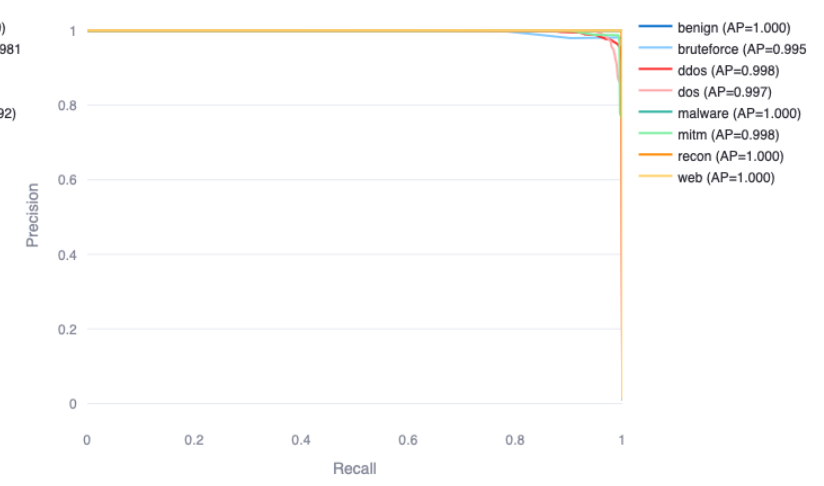 )
981
92)
1
0.8
0.6
0.4
0.2
0
Precision
0 0.2 0.4 0.6 0.8 1
Recall
benign (AP=1.000)
bruteforce (AP=0.995
ddos (AP=0.998)
dos (AP=0.997)
malware (AP=1.000)
mitm (AP=0.998)
recon (AP=1.000)
web (AP=1.000)